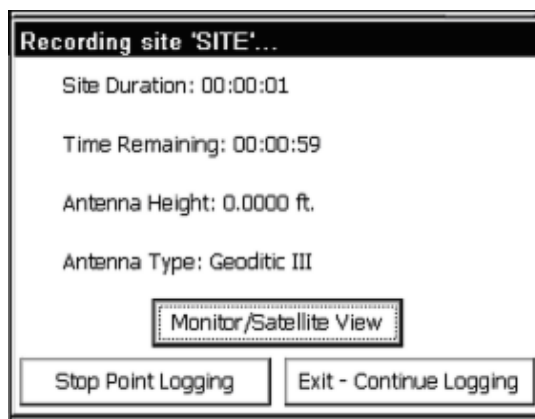 Recording site 'SITE'...
Site Duration: 00:00:01
Time Remaining: 00:00:59
Antenna Height: 0.0000 ft.
Antenna Type: Geoditic III
Monitor/Satellite View
Stop Point Logging
Exit - Continue Logging